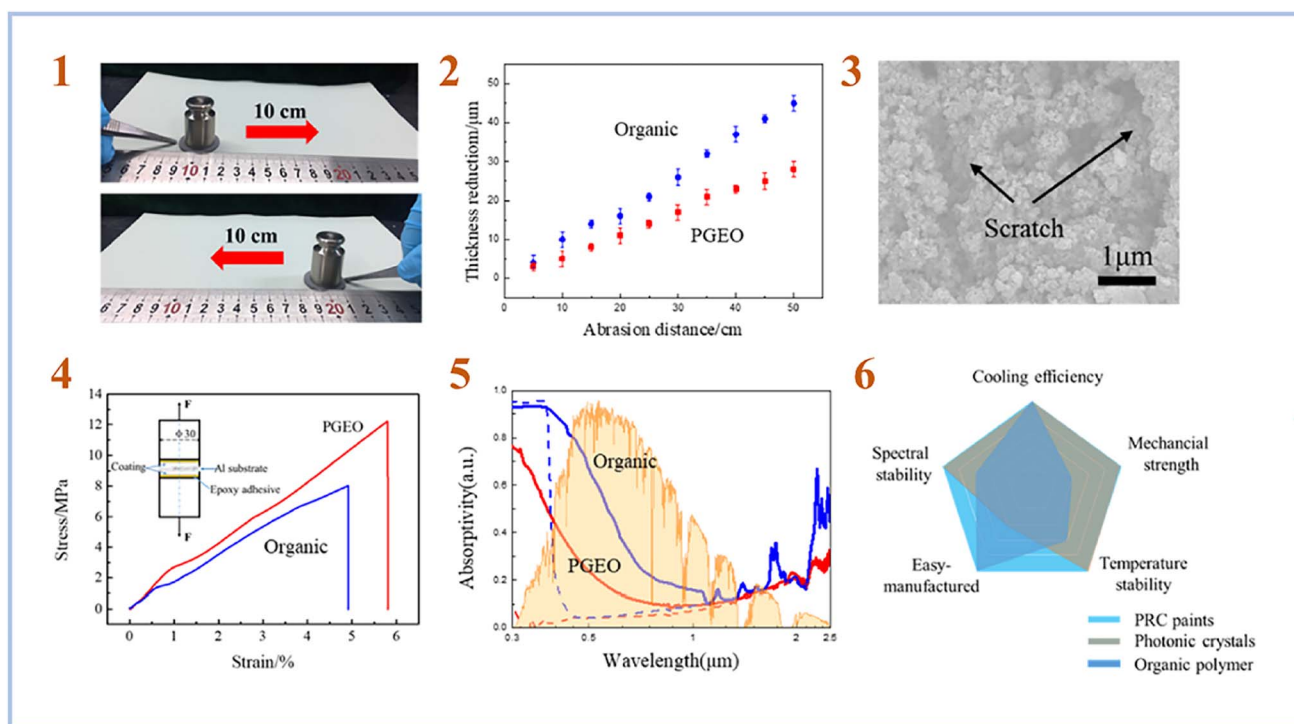 1
10 cm
6 7 8 9 10 1 2 3 4 5 6 7 8 9 20 1 2 3 4 5
10 cm
5 6 7 8 9 10 1 2 3 4 5 6 7 8 9 20 1 2 3 4
2
Thickness reduction/μm
50
40
30
20
10
0
Organic
PGEO
0 10 20 30 40 50
Abrasion distance/cm
3
Scratch
1μm
4
Stress/MPa
14
12
10
8
6
4
2
0
F
Φ30
Coating
Al substrate
Epoxy adhesive
F
PGEO
Organic
0 1 2 3 4 5 6
Strain/%
5
Absorptivity(a.u.)
1.0
0.8
0.6
0.4
0.2
0.0
Organic
PGEO
0.3 0.5 1 2 2.5
Wavelength(μm)
6
Cooling efficiency
Spectral
stability
Mechancial
strength
Easy-
manufactured
Temperature
stability
PRC paints
Photonic crystals
Organic polymer